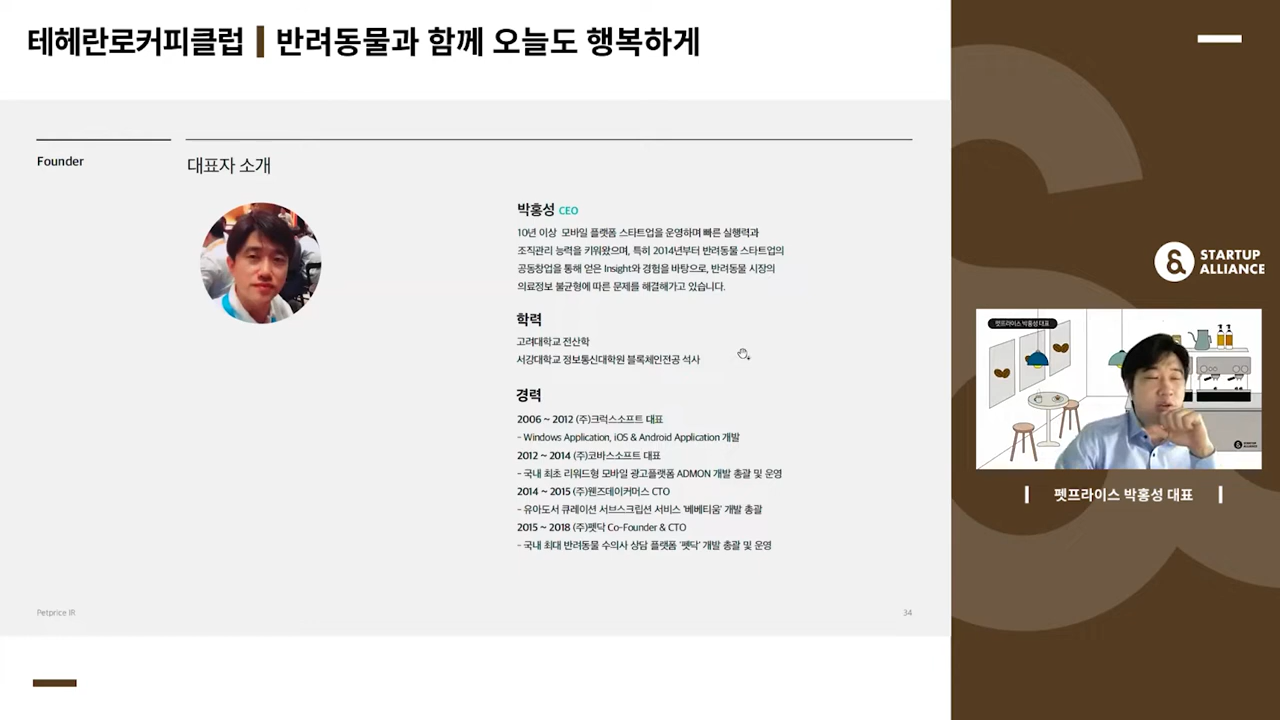 테헤란로커피클럽 | 반려동물과 함께 오늘도 행복하게
Founder
대표자 소개
박홍성 CEO
10년 이상 모바일 플랫폼 스타트업을 운영하며 빠른 실행력과
조직관리 능력을 키워왔으며, 특히 2014년부터 반려동물 스타트업의
공동창업을 통해 얻은 Insight와 경험을 바탕으로, 반려동물 시장의
의료정보 불균형에 따른 문제를 해결해가고 있습니다.
학력
고려대학교 전산학
서강대학교 정보통신대학원 블록체인전공 석사
경력
2006 ~ 2012 (주)크럭스소프트 대표
- Windows Application, iOS & Android Application 개발
2012 ~ 2014 (주)코바스소프트 대표
- 국내 최초 리워드형 모바일 광고플랫폼 ADMON 개발 총괄 및 운영
2014 ~ 2015 (주)웬즈데이커머스 CTO
- 유아도서 큐레이션 서브스크립션 서비스 '베베티움' 개발 총괄
2015 ~ 2018 (주)펫닥 Co-Founder & CTO
- 국내 최대 반려동물 수의사 상담 플랫폼 '펫닥' 개발 총괄 및 운영
Petprice IR
34
STARTUP
ALLIANCE
펫프라이스 박홍성 대표
STARTUP
ALLIANCE
펫프라이스 박홍성 대표